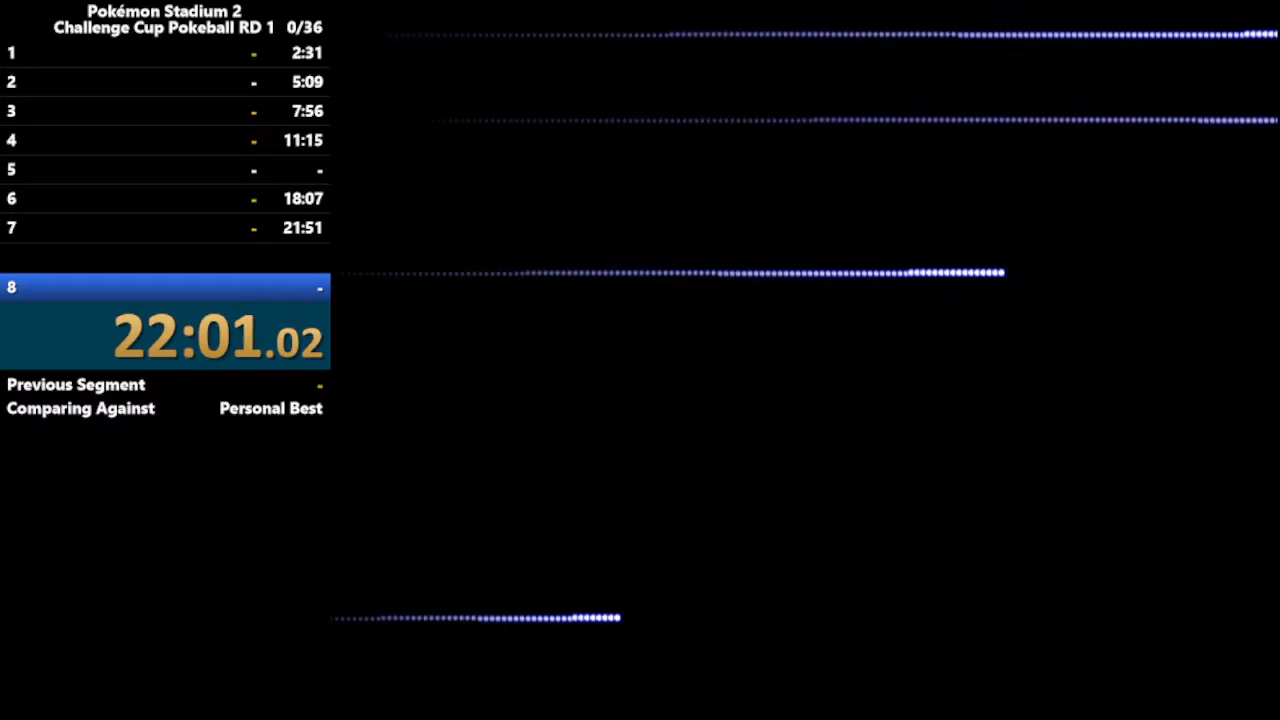 Pokémon Stadium 2
Challenge Cup Pokeball RD 1 0/36
1 - 2:31
2 - 5:09
3 - 7:56
4 - 11:15
5 - -
6 - 18:07
7 - 21:51
8 -
22:01.02
Previous Segment -
Comparing Against Personal Best